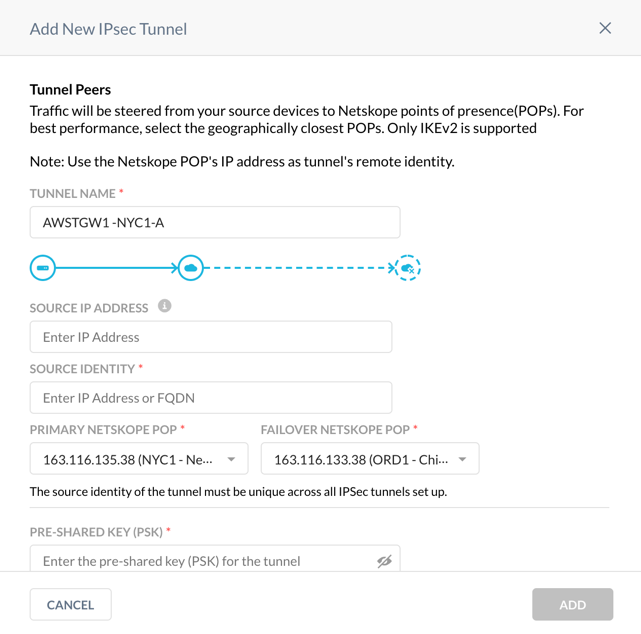 Add New IPsec Tunnel
Tunnel Peers
Traffic will be steered from your source devices to Netskope points of presence(POPs). For
best performance, select the geographically closest POPs. Only IKEv2 is supported
Note: Use the Netskope POP's IP address as tunnel's remote identity.
TUNNEL NAME *
AWSTGW1 -NYC1-A
SOURCE IP ADDRESS i
Enter IP Address
SOURCE IDENTITY *
Enter IP Address or FQDN
PRIMARY NETSKOPE POP * FAILOVER NETSKOPE POP *
163.116.135.38 (NYC1 - Ne... 163.116.133.38 (ORD1 - Chi...
The source identity of the tunnel must be unique across all IPSec tunnels set up.
PRE-SHARED KEY (PSK) *
Enter the pre-shared key (PSK) for the tunnel
CANCEL ADD